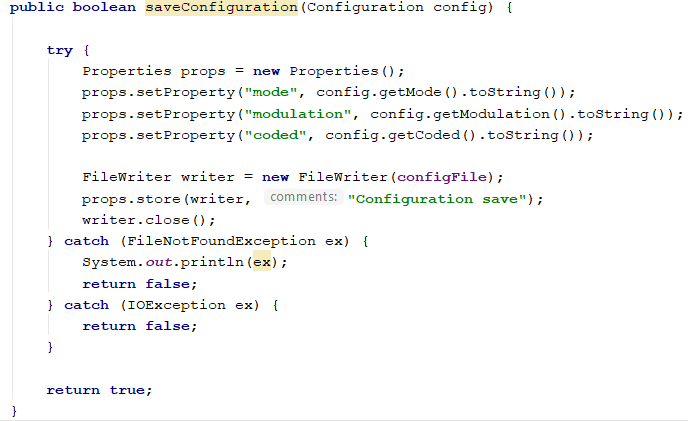 public boolean saveConfiguration(Configuration config) {
try {
Properties props = new Properties();
props.setProperty("mode", config.getMode().toString());
props.setProperty("modulation", config.getModulation().toString());
props.setProperty("coded", config.getCoded().toString());
FileWriter writer = new FileWriter(configFile);
props.store(writer, comments: "Configuration save");
writer.close();
} catch (FileNotFoundException ex) {
System.out.println(ex);
return false;
} catch (IOException ex) {
return false;
}
return true;
}